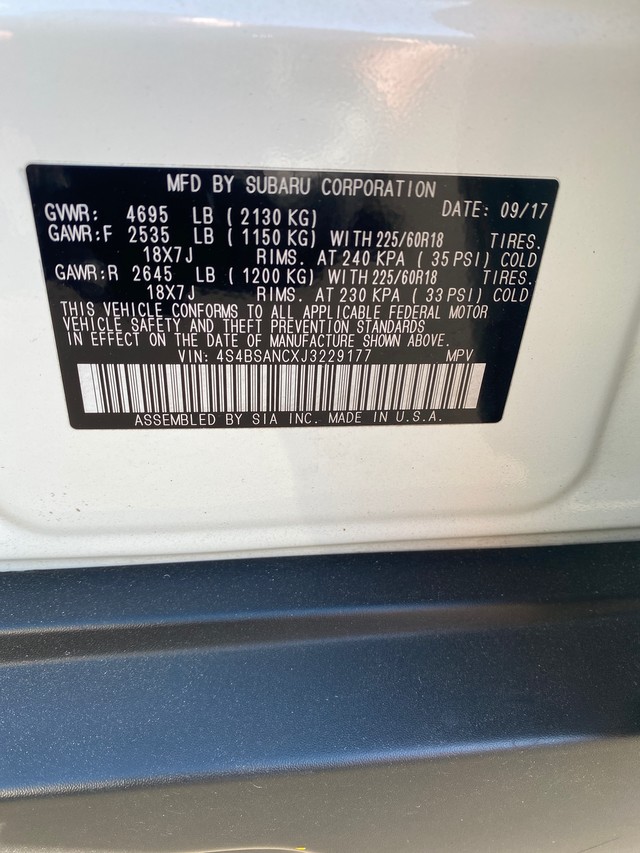 MFD BY SUBARU CORPORATION
GVWR: 4695 LB (2130 KG) DATE: 09/17
GAWR:F 2535 LB (1150 KG) WITH 225/60R18 TIRES.
18X7J RIMS. AT 240 KPA (35 PSI) COLD
GAWR:R 2645 LB (1200 KG) WITH 225/60R18 TIRES.
18X7J RIMS. AT 230 KPA (33 PSI) COLD
THIS VEHICLE CONFORMS TO ALL APPLICABLE FEDERAL MOTOR
VEHICLE SAFETY AND THEFT PREVENTION STANDARDS
IN EFFECT ON THE DATE OF MANUFACTURE SHOWN ABOVE.
VIN: 4S4BSANCXJ3229177 MPV
ASSEMBLED BY SIA INC. MADE IN U.S.A.